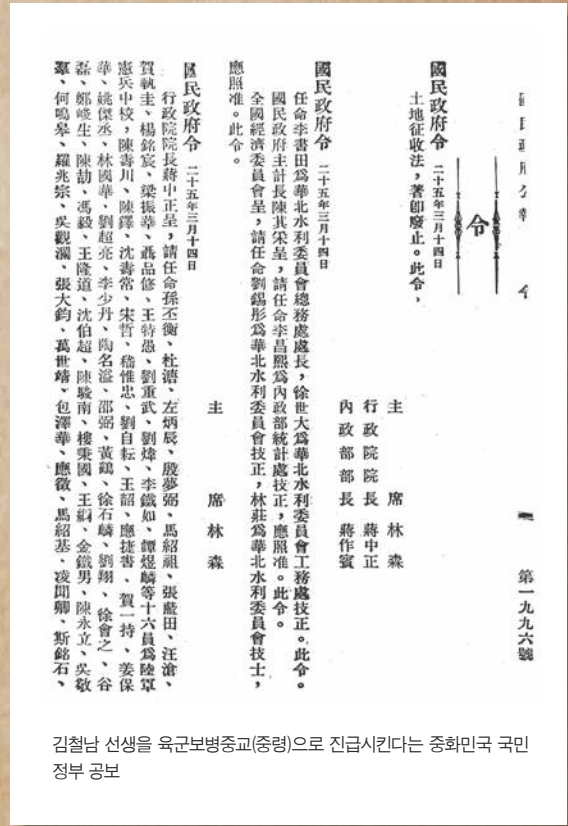 國民政府公報
令
一
第一九九六號
令
國民政府令 二十五年三月十四日
土地征收法，著卽廢止。此令，
主席林森
行政院院長蔣中正
內政部部長蔣作賓
國民政府令 二十五年三月十四日
任命李書田爲華北水利委員會總務處處長，徐世大爲華北水利委員會工務處技正。此令。
國民政府主計長陳其采呈，請任命李昌熙爲內政部統計處技正，應照准。此令。
全國經濟委員會呈，請任命劉錫彤爲華北水利委員會技正，林莊爲華北水利委員會技士，
應照准。此令。
主席林森
國民政府令 二十五年三月十四日
行政院院長蔣中正呈，請任命孫丕衡、杜溏、左炳辰、殷夢弼、馬紹祖、張藍田、汪滄、
賀執圭、楊銘宸、梁振華、聶品修、王特愚、劉重武、劉煒、李鐵如、譚煜麟等十六員爲陸軍
憲兵中校，陳壽川、陳鐸、沈壽常、宋哲、嵇惟忠、劉自耘、王韶、應捷書、賀一持、姜保
華、姚傑丞、林國華、劉超亮、李少丹、陶名溢、邵弼、黃鷄、徐石麟、劉翔、徐會之、谷
磊、鄭峻生、陳劼、馮毅、王隆道、沈伯超、陳駿南、樓秉國、王綱、金鐵男、陳永立、吳敬
羣、何鳴皋、羅兆宗、吳觀瀾、張大鈞、萬世靖、包澤華、應徵、馬紹基、凌聞卿、斯銘石、
김철남 선생을 육군보병중교(중령)으로 진급시킨다는 중화민국 국민
정부 공보